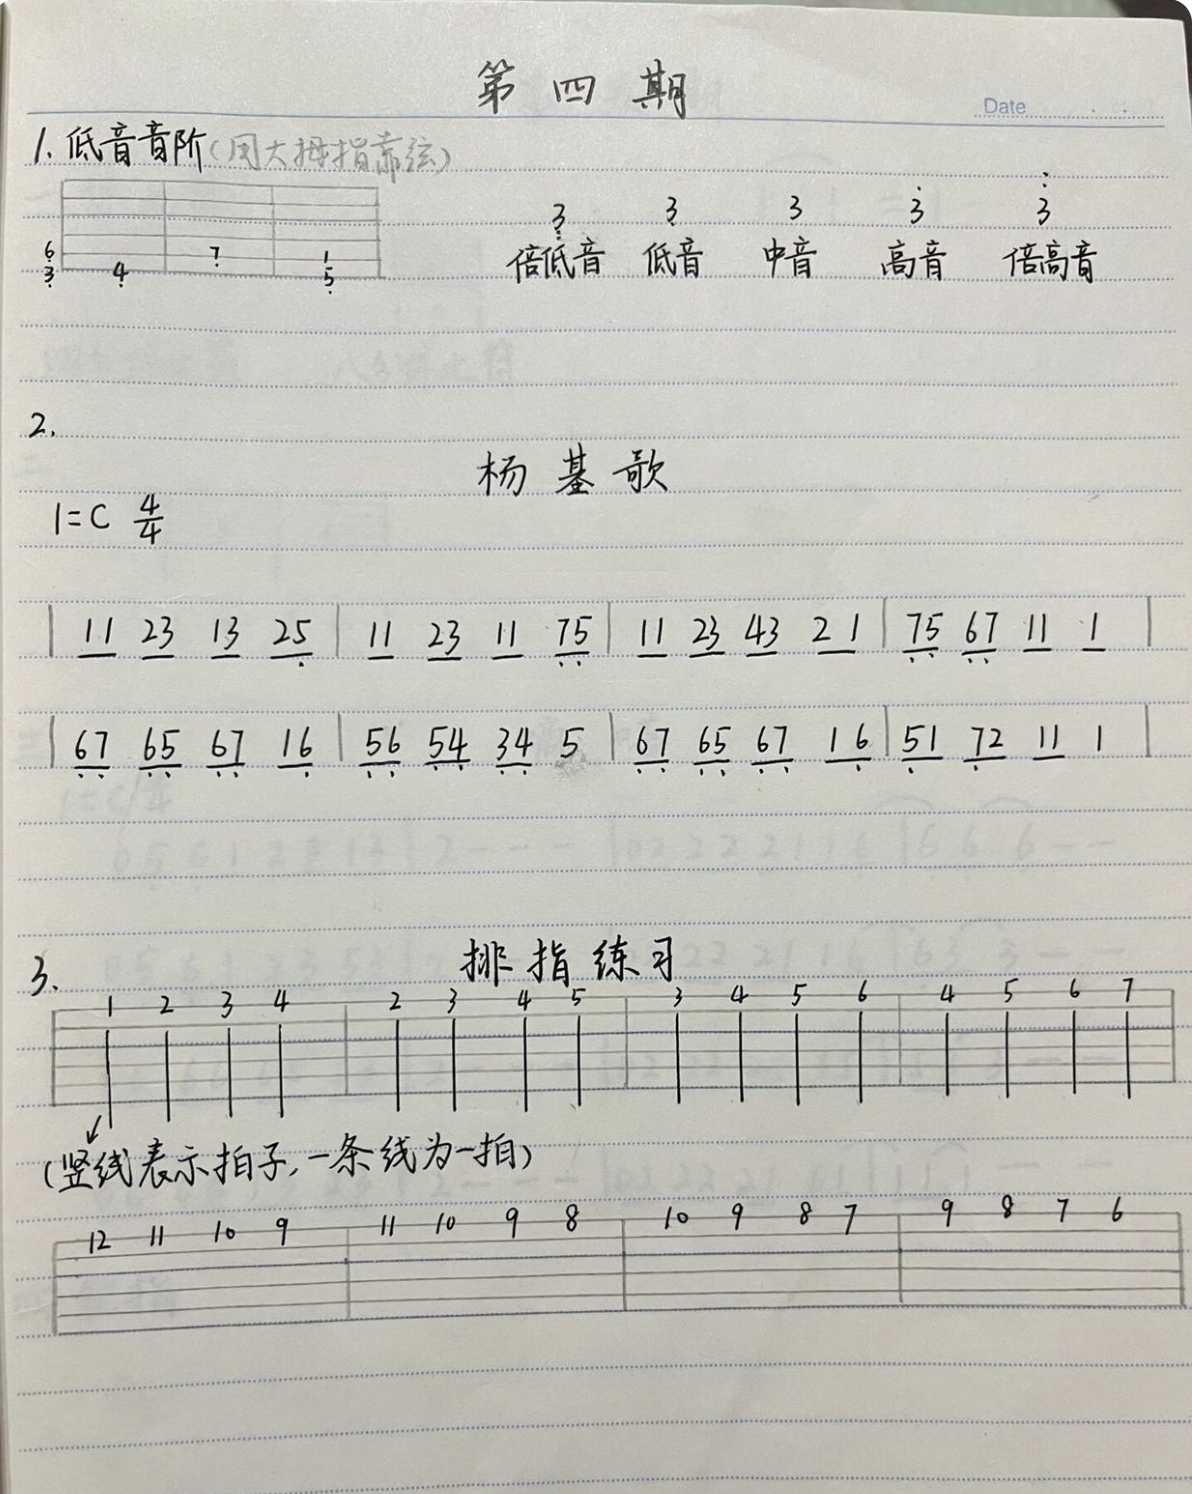 第四期
Date
1. 低音音阶(用大拇指靠弦)
3 3 3 3 3
6 7 1
3 4 5
倍低音 低音 中音 高音 倍高音
2.
杨基歌
1=C 4/4
| 11 23 13 25 | 11 23 11 75 | 11 23 43 2 1 | 75 67 11 1 |
| 67 65 67 16 | 56 54 34 5 | 67 65 67 1 6 | 51 72 11 1 |
3. 排指练习
1 2 3 4 2 3 4 5 3 4 5 6 4 5 6 7
(竖线表示拍子,一条线为一拍)
12 11 10 9 11 10 9 8 10 9 8 7 9 8 7 6